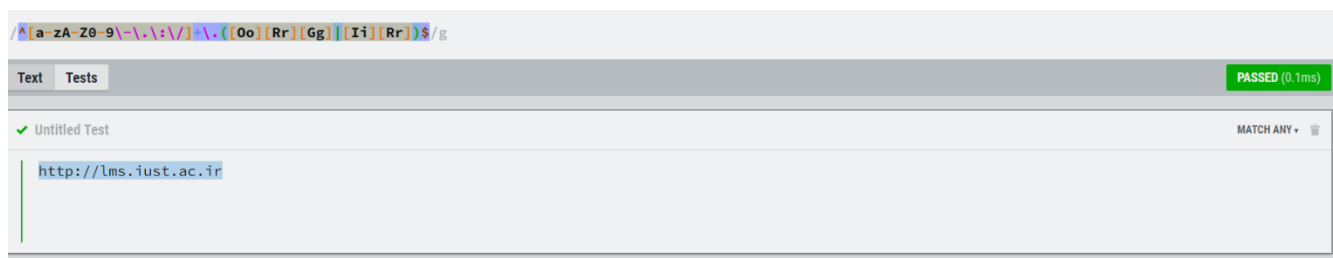 /^[a-zA-Z0-9\-\.\:\/]+\.([Oo][Rr][Gg]|[Ii][Rr])$/g
Text Tests PASSED (0.1ms)
Untitled Test MATCH ANY
http://lms.iust.ac.ir